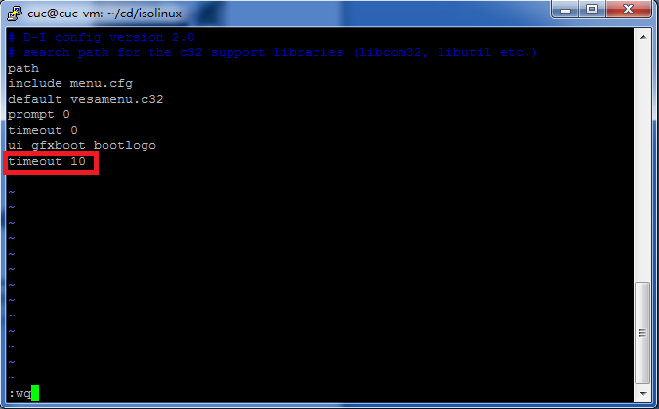 cuc@cuc vm: ~/cd/isolinux
# D-I config version 2.0
# search path for the c32 support libraries (libcom32, libutil etc.)
path
include menu.cfg
default vesamenu.c32
prompt 0
timeout 0
ui gfxboot bootlogo
timeout 10
~
~
~
~
~
~
~
~
~
~
~
~
~
:wq